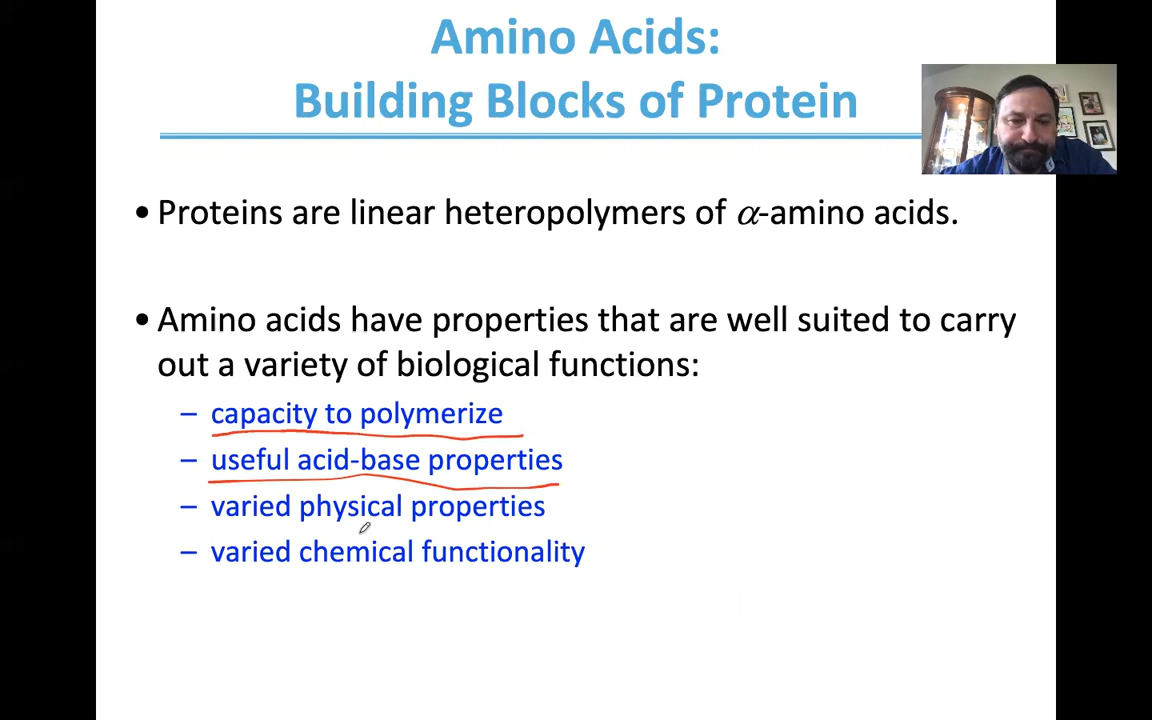 Amino Acids:
Building Blocks of Protein
• Proteins are linear heteropolymers of α-amino acids.
• Amino acids have properties that are well suited to carry
out a variety of biological functions:
– capacity to polymerize
– useful acid-base properties
– varied physical properties
– varied chemical functionality